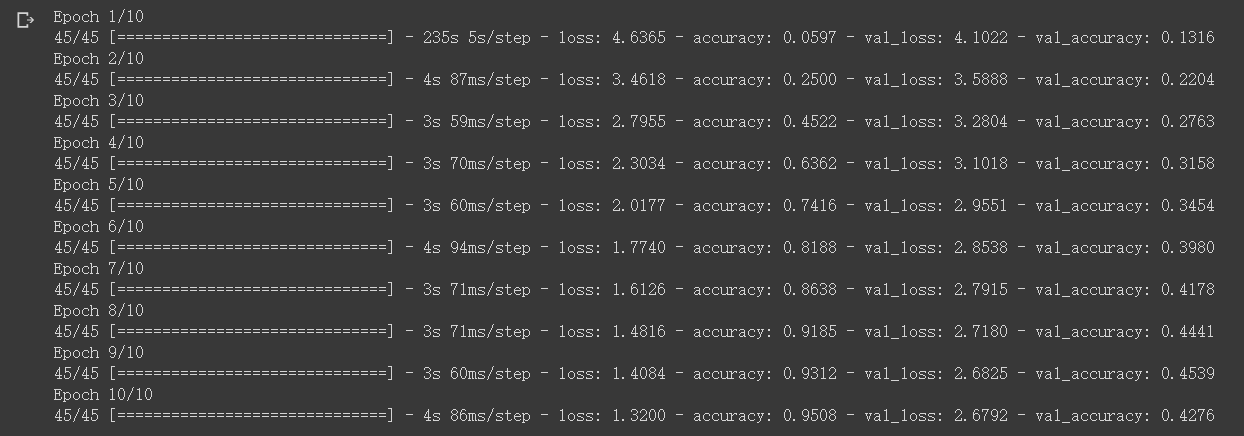 Epoch 1/10
45/45 [==============================] - 235s 5s/step - loss: 4.6365 - accuracy: 0.0597 - val_loss: 4.1022 - val_accuracy: 0.1316
Epoch 2/10
45/45 [==============================] - 4s 87ms/step - loss: 3.4618 - accuracy: 0.2500 - val_loss: 3.5888 - val_accuracy: 0.2204
Epoch 3/10
45/45 [==============================] - 3s 59ms/step - loss: 2.7955 - accuracy: 0.4522 - val_loss: 3.2804 - val_accuracy: 0.2763
Epoch 4/10
45/45 [==============================] - 3s 70ms/step - loss: 2.3034 - accuracy: 0.6362 - val_loss: 3.1018 - val_accuracy: 0.3158
Epoch 5/10
45/45 [==============================] - 3s 60ms/step - loss: 2.0177 - accuracy: 0.7416 - val_loss: 2.9551 - val_accuracy: 0.3454
Epoch 6/10
45/45 [==============================] - 4s 94ms/step - loss: 1.7740 - accuracy: 0.8188 - val_loss: 2.8538 - val_accuracy: 0.3980
Epoch 7/10
45/45 [==============================] - 3s 71ms/step - loss: 1.6126 - accuracy: 0.8638 - val_loss: 2.7915 - val_accuracy: 0.4178
Epoch 8/10
45/45 [==============================] - 3s 71ms/step - loss: 1.4816 - accuracy: 0.9185 - val_loss: 2.7180 - val_accuracy: 0.4441
Epoch 9/10
45/45 [==============================] - 3s 60ms/step - loss: 1.4084 - accuracy: 0.9312 - val_loss: 2.6825 - val_accuracy: 0.4539
Epoch 10/10
45/45 [==============================] - 4s 86ms/step - loss: 1.3200 - accuracy: 0.9508 - val_loss: 2.6792 - val_accuracy: 0.4276